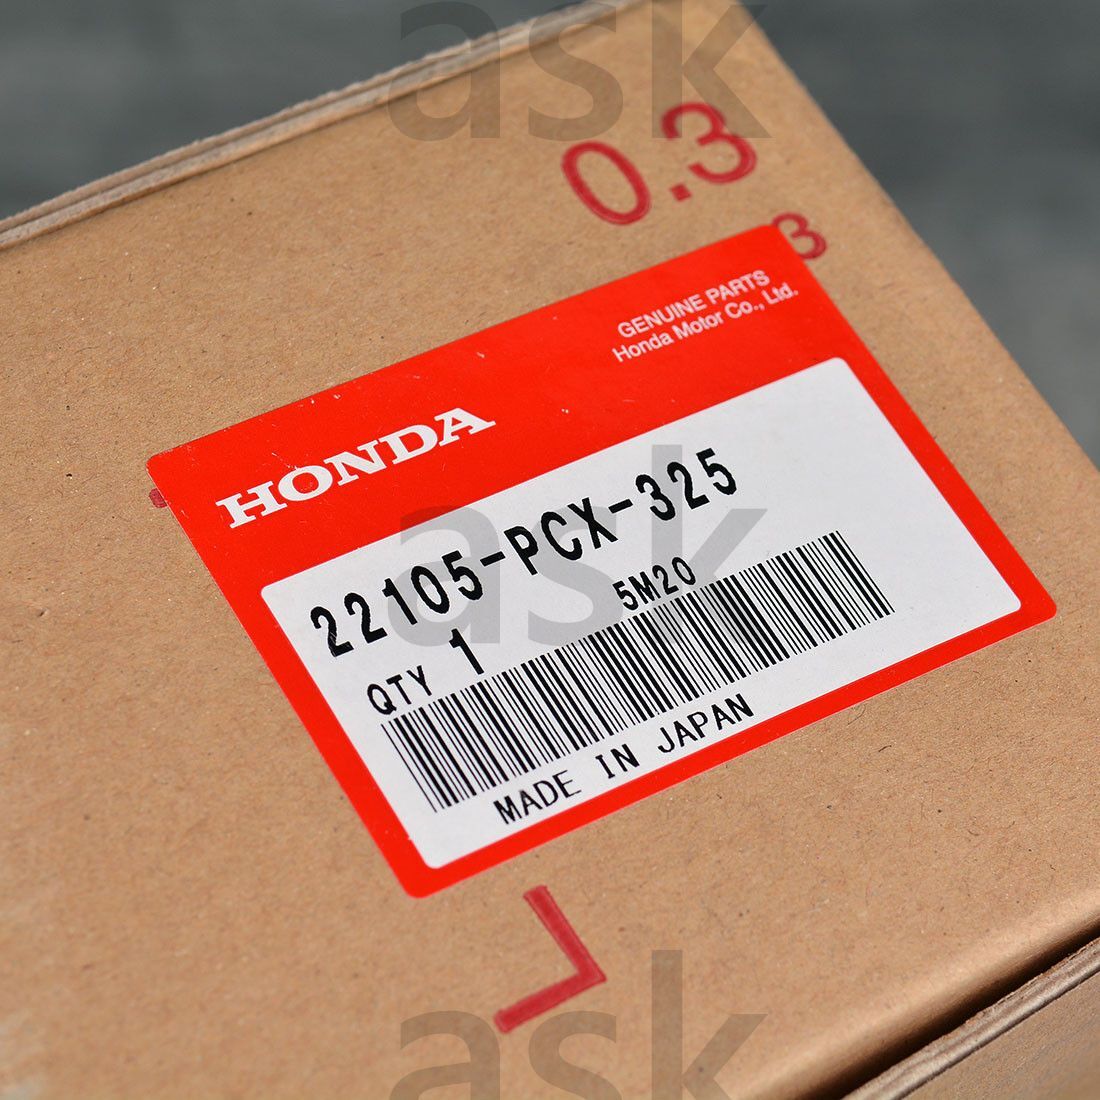 ask
0.3
3
GENUINE PARTS
Honda Motor Co., Ltd.
HONDA
22105-PCX-325
ask
QTY 1
5M20
MADE IN JAPAN
ask